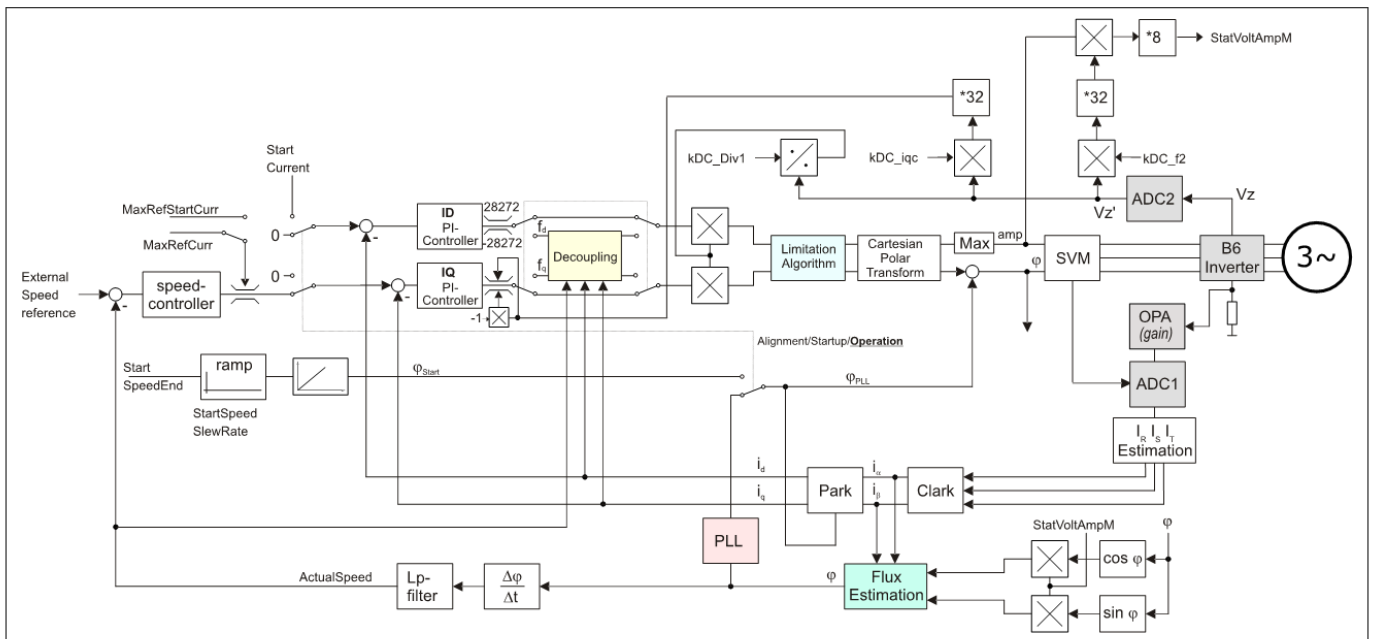 *8
StatVoltAmpM
*32
*32
Start
Current
kDC_Div1
kDC_iqc
kDC_f2
ADC2
Vz
Vz'
MaxRefStartCurr
MaxRefCurr
0
0
-
ID
PI-
Controller
28272
-28272
fd
fq
Decoupling
Limitation
Algorithm
Cartesian
Polar
Transform
Max
amp
φ
SVM
B6
Inverter
3~
External
Speed
reference
-
speed-
controller
-
IQ
PI-
Controller
-1
OPA
(gain)
Alignment/Startup/Operation
Start
SpeedEnd
ramp
φStart
φPLL
ADC1
StartSpeed
SlewRate
IR IS IT
Estimation
id
iq
Park
iα
iβ
Clark
PLL
StatVoltAmpM
φ
cos φ
sin φ
ActualSpeed
Lp-
filter
Δφ
Δt
φ
Flux
Estimation